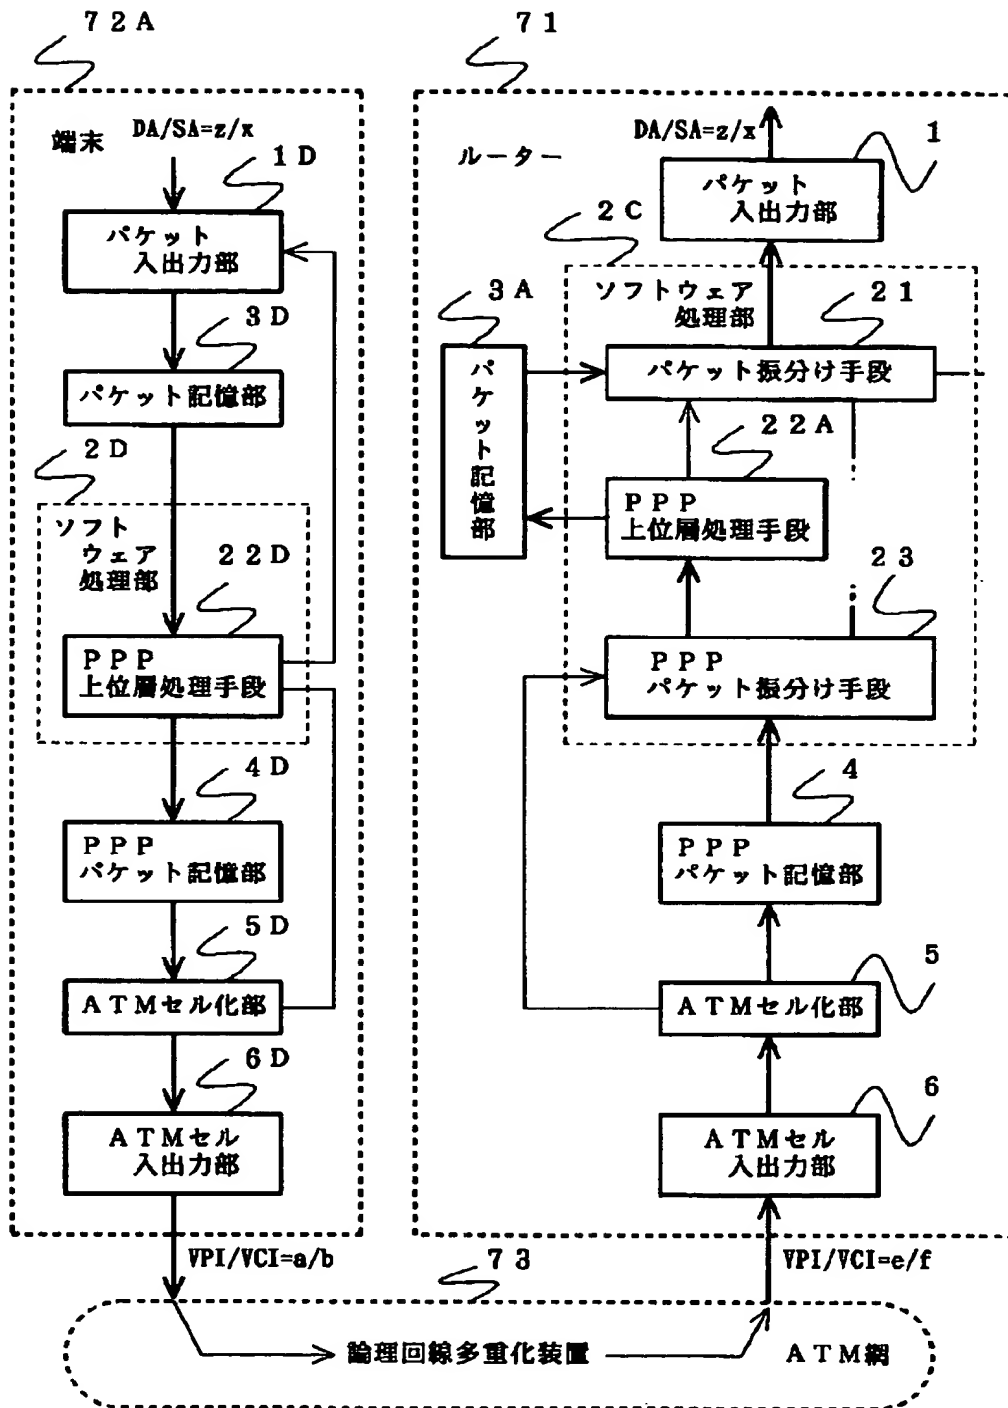 ７２Ａ
端末
DA/SA=z/x
１Ｄ
パケット
入出力部
３Ｄ
パケット記憶部
２Ｄ
ソフト
ウェア
処理部
２２Ｄ
ＰＰＰ
上位層処理手段
４Ｄ
ＰＰＰ
パケット記憶部
５Ｄ
ＡＴＭセル化部
６Ｄ
ＡＴＭセル
入出力部
VPI/VCI=a/b
７１
ルーター
DA/SA=z/x
１
パケット
入出力部
２Ｃ
ソフトウェア
処理部
３Ａ
パケット記憶部
２１
パケット振分け手段
２２Ａ
ＰＰＰ
上位層処理手段
２３
ＰＰＰ
パケット振分け手段
４
ＰＰＰ
パケット記憶部
５
ＡＴＭセル化部
６
ＡＴＭセル
入出力部
VPI/VCI=e/f
７３
論理回線多重化装置
ＡＴＭ網